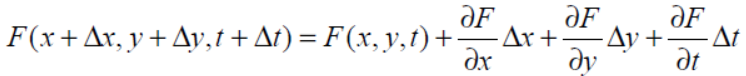 F(x + Δx, y + Δy, t + Δt) = F(x, y, t) + ∂F/∂x Δx + ∂F/∂y Δy + ∂F/∂t Δt